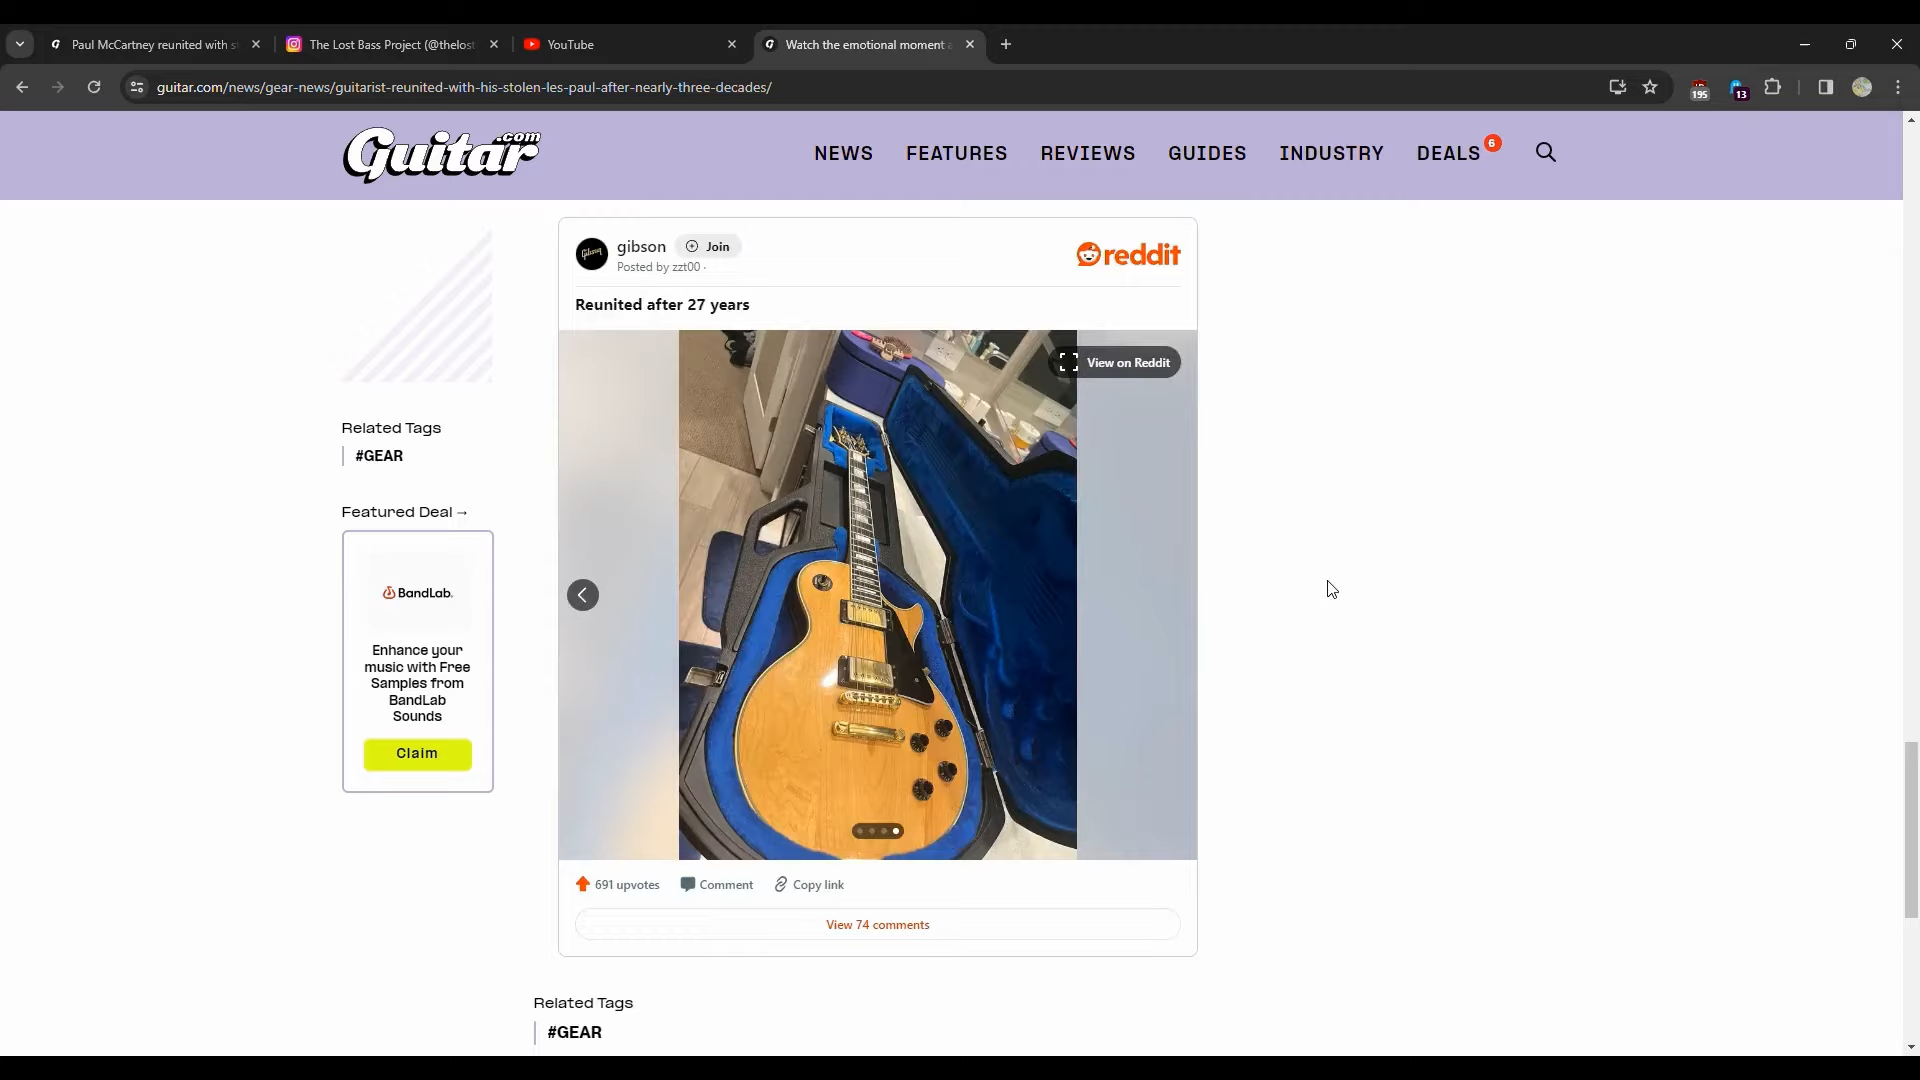 Paul McCartney reunited with s
The Lost Bass Project (@thelost
YouTube
Watch the emotional moment a
guitar.com/news/gear-news/guitarist-reunited-with-his-stolen-les-paul-after-nearly-three-decades/
195
13
Guitar.com
NEWS
FEATURES
REVIEWS
GUIDES
INDUSTRY
DEALS
6
gibson
Join
Posted by zzt00 ·
reddit
Reunited after 27 years
View on Reddit
Related Tags
#GEAR
Featured Deal →
BandLab.
Enhance your
music with Free
Samples from
BandLab
Sounds
Claim
691 upvotes
Comment
Copy link
View 74 comments
Related Tags
#GEAR